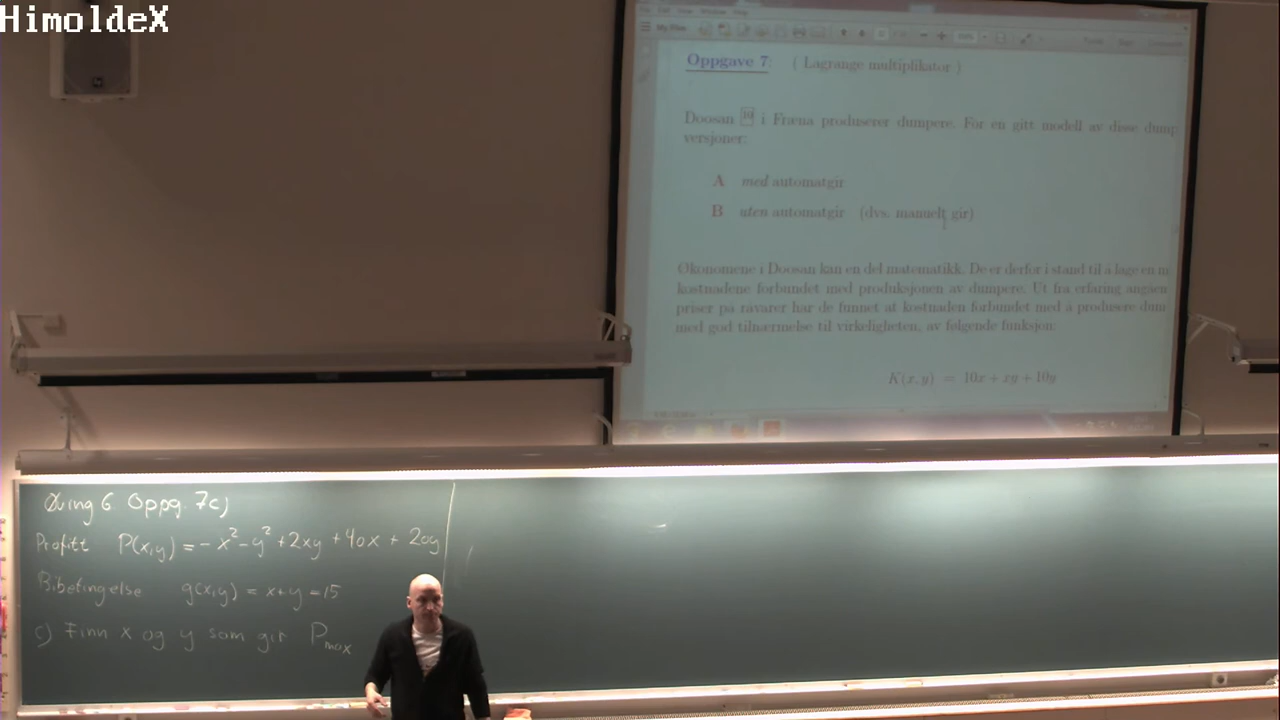 HimoldeX
Oppgave 7: ( Lagrange multiplikator )
Doosan 10 i Fræna produserer dumpere. For en gitt modell av disse dump
versjoner:
A med automatgir
B uten automatgir (dvs. manuelt gir)
Økonomene i Doosan kan en del matematikk. De er derfor i stand til å lage en m
kostnadene forbundet med produksjonen av dumpere. Ut fra erfaring angåen
priser på råvarer har de funnet at kostnaden forbundet med å produsere dum
med god tilnærmelse til virkeligheten, av følgende funksjon:
K(x, y) = 10x + xy + 10y
Øving 6 Oppg. 7c)
Profitt P(x,y) = -x² - y² + 2xy + 40x + 20y
Bibetingelse g(x,y) = x+y = 15
c) Finn x og y som gir Pmax